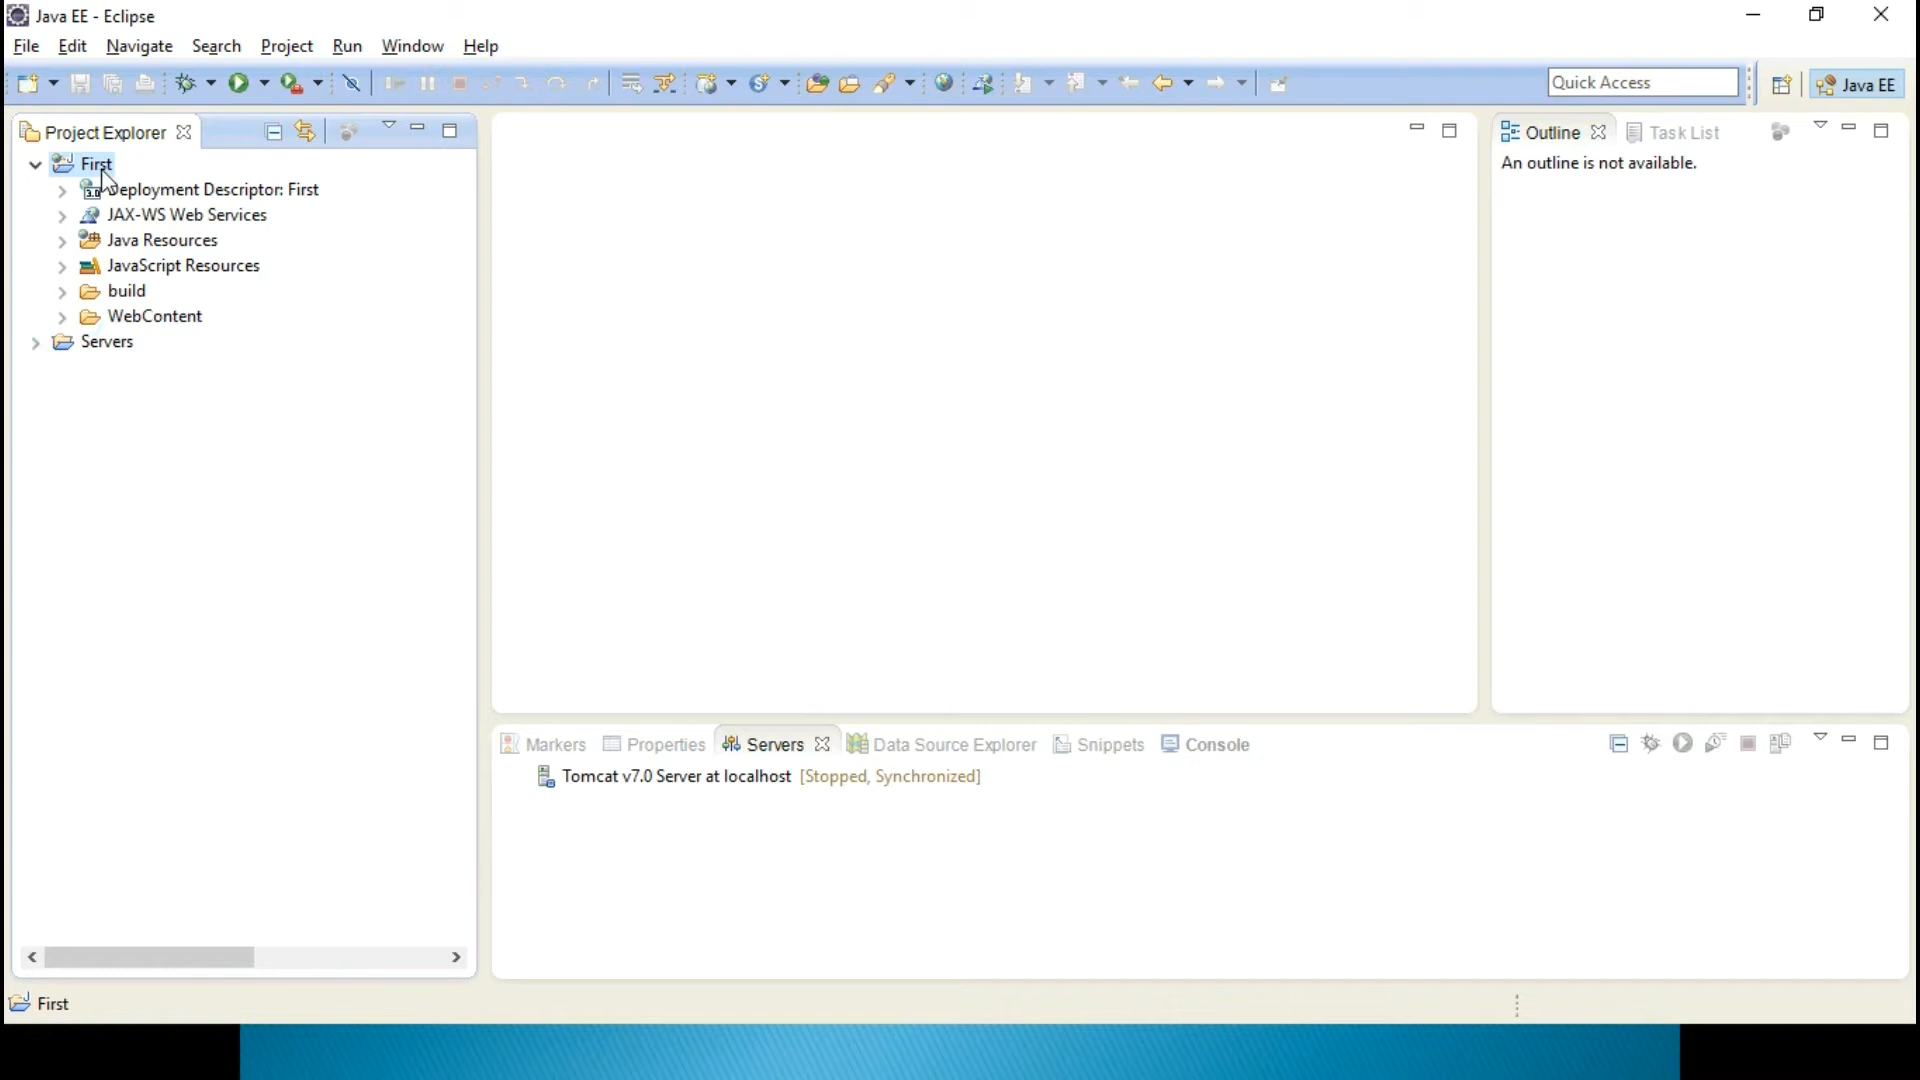 Java EE - Eclipse
File Edit Navigate Search Project Run Window Help
Quick Access
Java EE
Project Explorer
First
Deployment Descriptor: First
3.0
JAX-WS Web Services
Java Resources
JavaScript Resources
build
WebContent
Servers
Outline Task List
An outline is not available.
Markers Properties Servers Data Source Explorer Snippets Console
Tomcat v7.0 Server at localhost [Stopped, Synchronized]
First